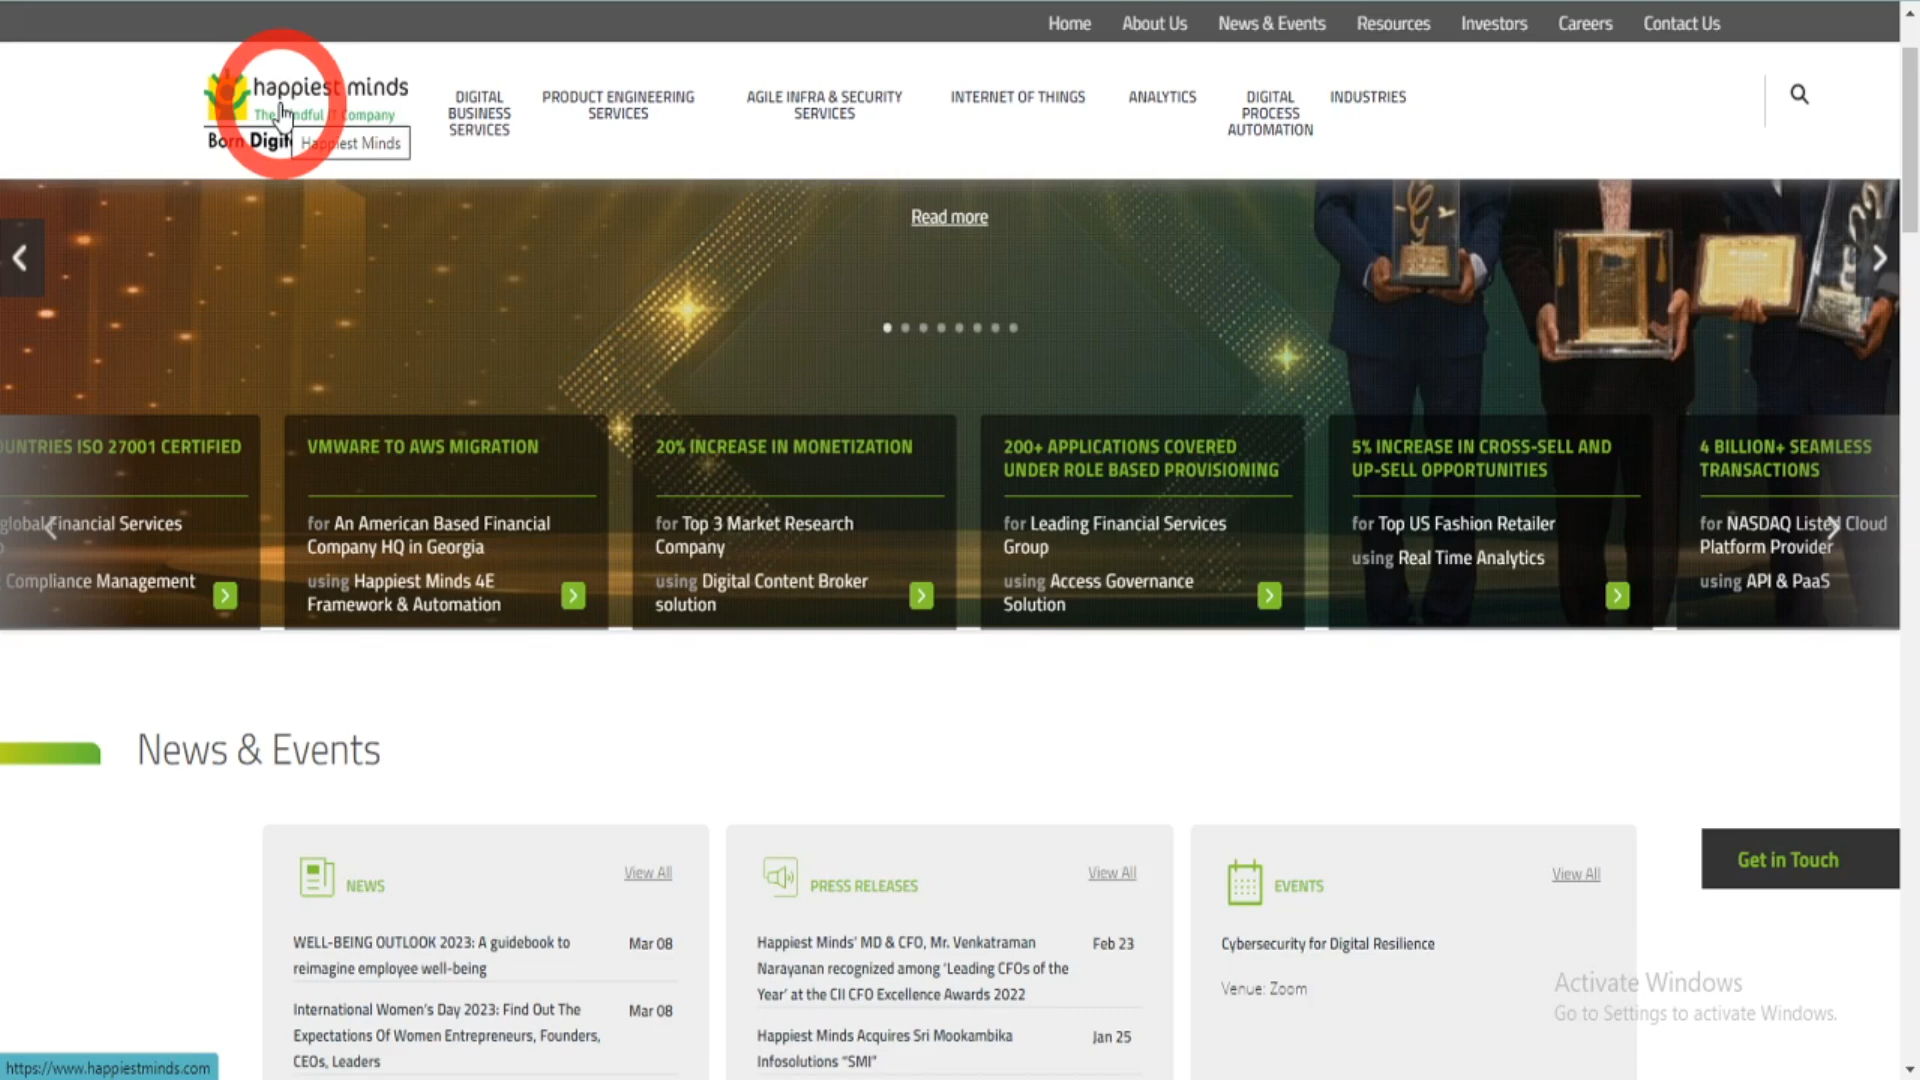 Home About Us News & Events Resources Investors Careers Contact Us
happiest minds
The Mindful IT Company
Born Digit
Happiest Minds
DIGITAL
BUSINESS
SERVICES
PRODUCT ENGINEERING
SERVICES
AGILE INFRA & SECURITY
SERVICES
INTERNET OF THINGS
ANALYTICS
DIGITAL
PROCESS
AUTOMATION
INDUSTRIES
Read more
OUNTRIES ISO 27001 CERTIFIED
global Financial Services
Compliance Management
VMWARE TO AWS MIGRATION
for An American Based Financial
Company HQ in Georgia
using Happiest Minds 4E
Framework & Automation
20% INCREASE IN MONETIZATION
for Top 3 Market Research
Company
using Digital Content Broker
solution
200+ APPLICATIONS COVERED
UNDER ROLE BASED PROVISIONING
for Leading Financial Services
Group
using Access Governance
Solution
5% INCREASE IN CROSS-SELL AND
UP-SELL OPPORTUNITIES
for Top US Fashion Retailer
using Real Time Analytics
4 BILLION+ SEAMLESS
TRANSACTIONS
for NASDAQ Listed Cloud
Platform Provider
using API & PaaS
News & Events
NEWS View All
WELL-BEING OUTLOOK 2023: A guidebook to Mar 08
reimagine employee well-being
International Women's Day 2023: Find Out The Mar 08
Expectations Of Women Entrepreneurs, Founders,
CEOs, Leaders
PRESS RELEASES View All
Happiest Minds' MD & CFO, Mr. Venkatraman Feb 23
Narayanan recognized among 'Leading CFOs of the
Year' at the CII CFO Excellence Awards 2022
Happiest Minds Acquires Sri Mookambika Jan 25
Infosolutions "SMI"
EVENTS View All
Cybersecurity for Digital Resilience
Venue: Zoom
Get in Touch
Activate Windows
Go to Settings to activate Windows.
https://www.happiestminds.com